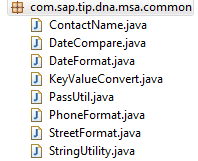 com.sap.tip.dna.msa.common
ContactName.java
DateCompare.java
DateFormat.java
KeyValueConvert.java
PassUtil.java
PhoneFormat.java
StreetFormat.java
StringUtility.java